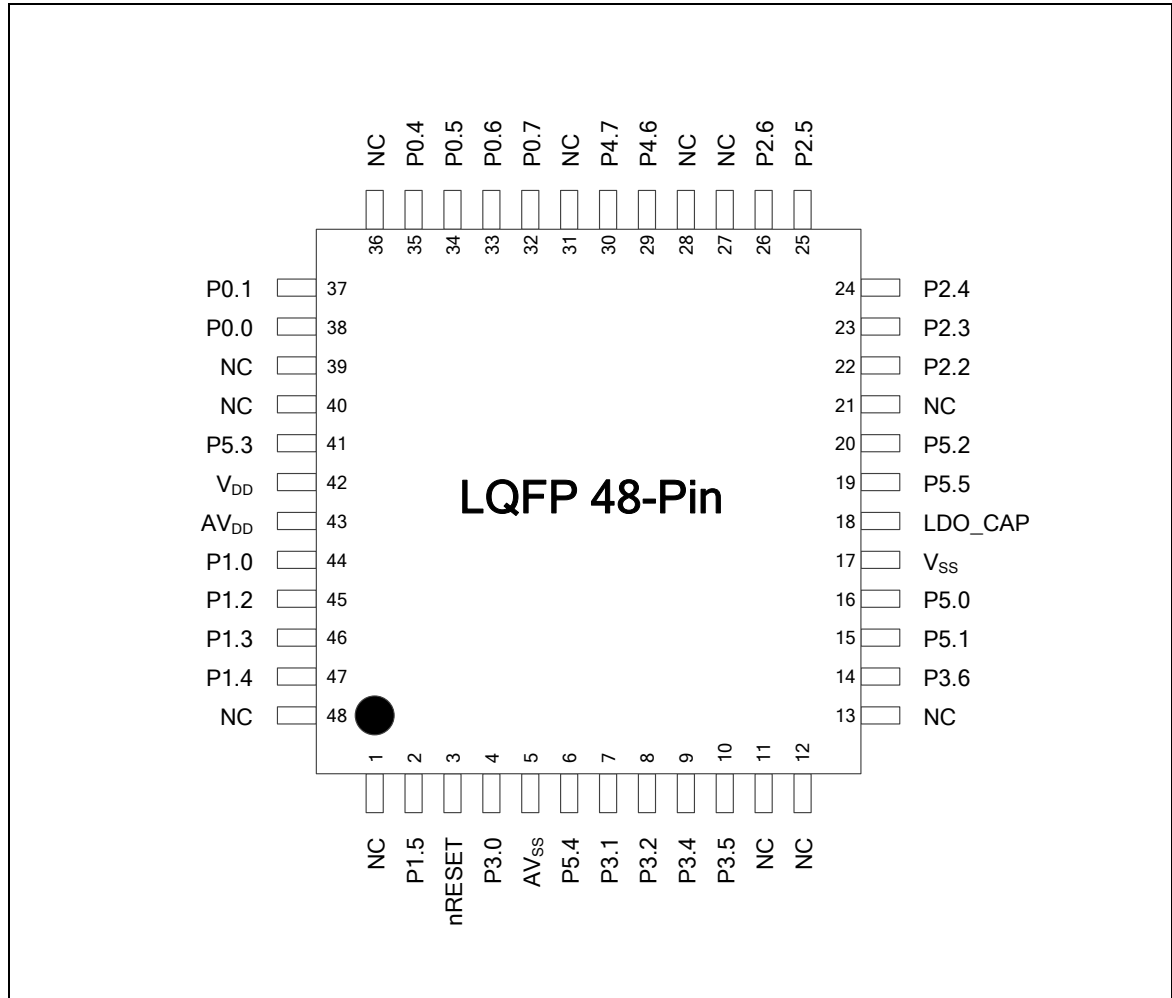 NC P0.4 P0.5 P0.6 P0.7 NC P4.7 P4.6 NC NC P2.6 P2.5
36 35 34 33 32 31 30 29 28 27 26 25
P0.1 37 24 P2.4
P0.0 38 23 P2.3
NC 39 22 P2.2
NC 40 21 NC
P5.3 41 20 P5.2
VDD 42 19 P5.5
LQFP 48-Pin
AVDD 43 18 LDO_CAP
P1.0 44 17 VSS
P1.2 45 16 P5.0
P1.3 46 15 P5.1
P1.4 47 14 P3.6
NC 48 13 NC
1 2 3 4 5 6 7 8 9 10 11 12
NC P1.5 nRESET P3.0 AVSS P5.4 P3.1 P3.2 P3.4 P3.5 NC NC